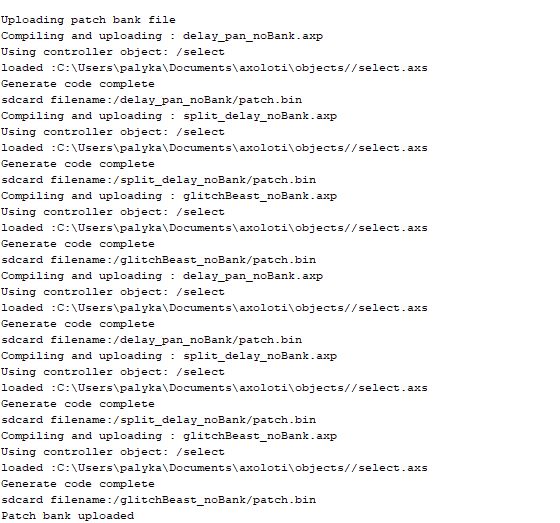 Uploading patch bank file
Compiling and uploading : delay_pan_noBank.axp
Using controller object: /select
loaded :C:\Users\palyka\Documents\axoloti\objects//select.axs
Generate code complete
sdcard filename:/delay_pan_noBank/patch.bin
Compiling and uploading : split_delay_noBank.axp
Using controller object: /select
loaded :C:\Users\palyka\Documents\axoloti\objects//select.axs
Generate code complete
sdcard filename:/split_delay_noBank/patch.bin
Compiling and uploading : glitchBeast_noBank.axp
Using controller object: /select
loaded :C:\Users\palyka\Documents\axoloti\objects//select.axs
Generate code complete
sdcard filename:/glitchBeast_noBank/patch.bin
Compiling and uploading : delay_pan_noBank.axp
Using controller object: /select
loaded :C:\Users\palyka\Documents\axoloti\objects//select.axs
Generate code complete
sdcard filename:/delay_pan_noBank/patch.bin
Compiling and uploading : split_delay_noBank.axp
Using controller object: /select
loaded :C:\Users\palyka\Documents\axoloti\objects//select.axs
Generate code complete
sdcard filename:/split_delay_noBank/patch.bin
Compiling and uploading : glitchBeast_noBank.axp
Using controller object: /select
loaded :C:\Users\palyka\Documents\axoloti\objects//select.axs
Generate code complete
sdcard filename:/glitchBeast_noBank/patch.bin
Patch bank uploaded